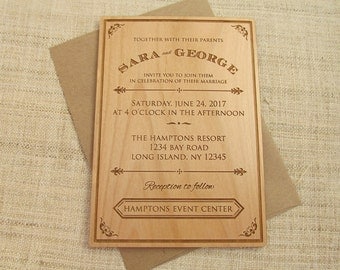 TOGETHER WITH THEIR PARENTS
SARA and GEORGE
INVITE YOU TO JOIN THEM
IN CELEBRATION OF THEIR MARRIAGE
SATURDAY, JUNE 24, 2017
AT 4 O'CLOCK IN THE AFTERNOON
THE HAMPTONS RESORT
1234 BAY ROAD
LONG ISLAND, NY 12345
Reception to follow
HAMPTONS EVENT CENTER